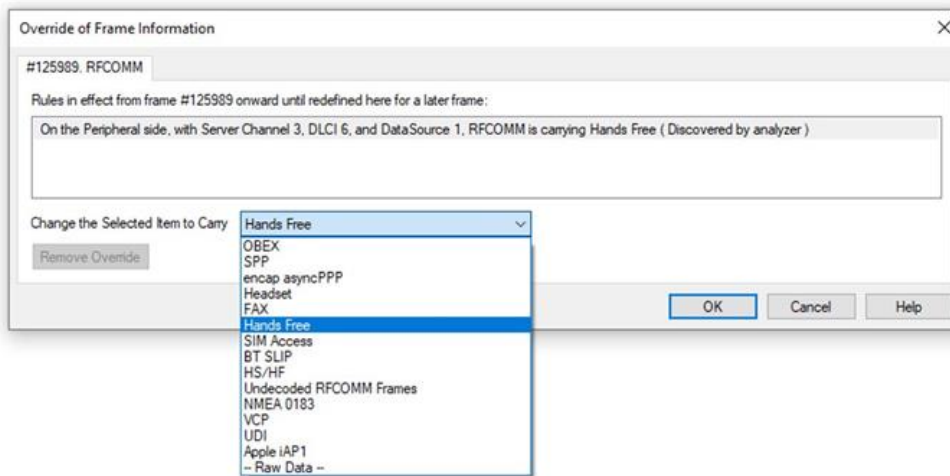 Override of Frame Information
#125989. RFCOMM
Rules in effect from frame #125989 onward until redefined here for a later frame:
On the Peripheral side, with Server Channel 3, DLCI 6, and DataSource 1, RFCOMM is carrying Hands Free ( Discovered by analyzer )
Change the Selected Item to Carry Hands Free
Remove Override
OBEX
SPP
encap asyncPPP
Headset
FAX
Hands Free
SIM Access
BT SLIP
HS/HF
Undecoded RFCOMM Frames
NMEA 0183
VCP
UDI
Apple iAP1
-- Raw Data --
OK Cancel Help